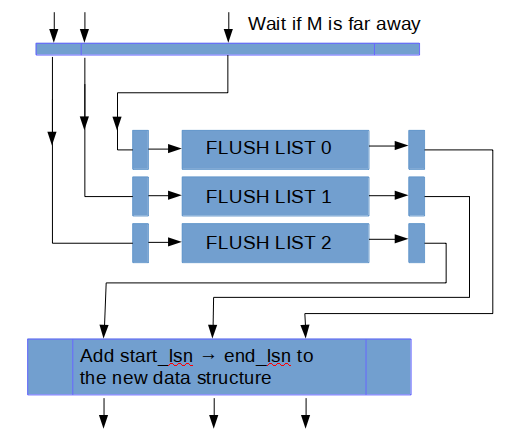 Wait if M is far away
FLUSH LIST 0
FLUSH LIST 1
FLUSH LIST 2
Add start_lsn → end_lsn to
the new data structure